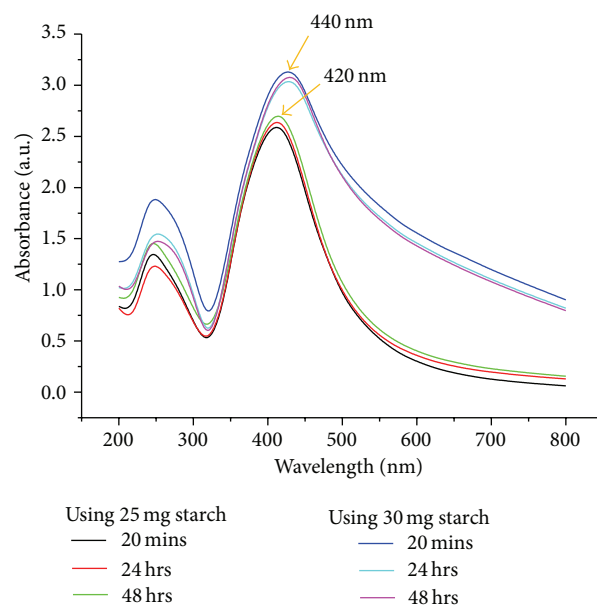 440 nm
420 nm
3.5
3.0
2.5
2.0
1.5
1.0
0.5
0.0
Absorbance (a.u.)
200 300 400 500 600 700 800
Wavelength (nm)
Using 25 mg starch
20 mins
24 hrs
48 hrs
Using 30 mg starch
20 mins
24 hrs
48 hrs